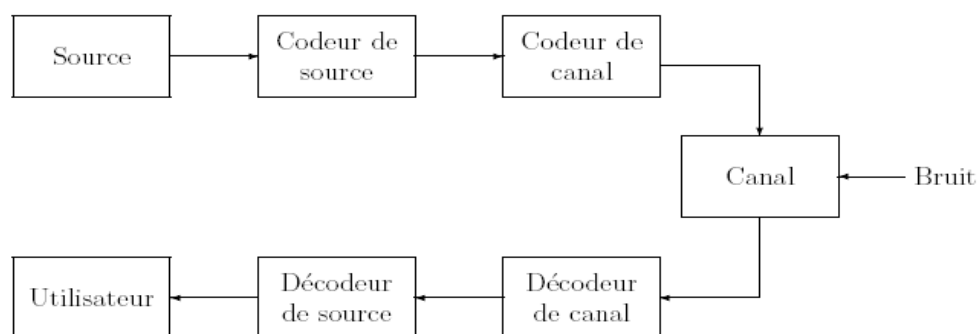 Source
Codeur de
source
Codeur de
canal
Canal
Bruit
Utilisateur
Décodeur
de source
Décodeur
de canal